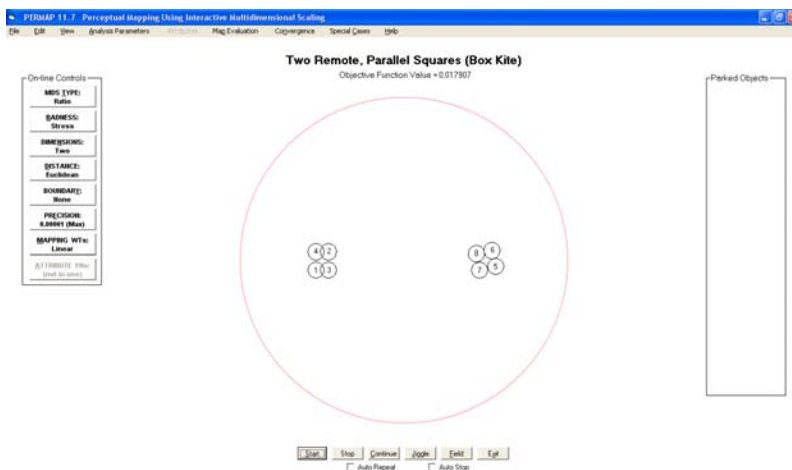 PERMAP 11.7 Perceptual Mapping Using Interactive Multidimensional Scaling
File Edit View Analysis Parameters Attributes Map Evaluation Convergence Special Cases Help
Two Remote, Parallel Squares (Box Kite)
Objective Function Value = 0.017907
On-line Controls
MDS TYPE:
Ratio
BADNESS:
Stress
DIMENSIONS:
Two
DISTANCE:
Euclidean
BOUNDARY:
None
PRECISION:
0.00001 (Max)
MAPPING WTs:
Linear
ATTRIBUTE
(not in use)
Parked Objects
4 2
1 3
8 6
7 5
Start Stop Continue Jiggle Field Exit
Auto Repeat Auto Stop